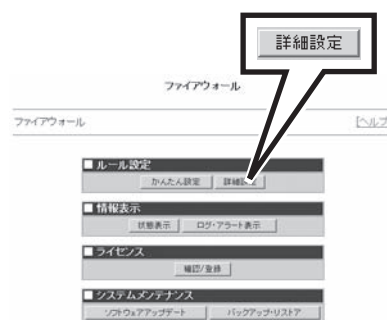 詳細設定
ファイアウォール
ファイアウォール [ヘルプ
■ ルール設定
かんたん設定 詳細設定
■ 情報表示
状態表示 ログ・アラート表示
■ ライセンス
確認/登録
■ システムメンテナンス
ソフトウェアアップデート バックアップ・リストア